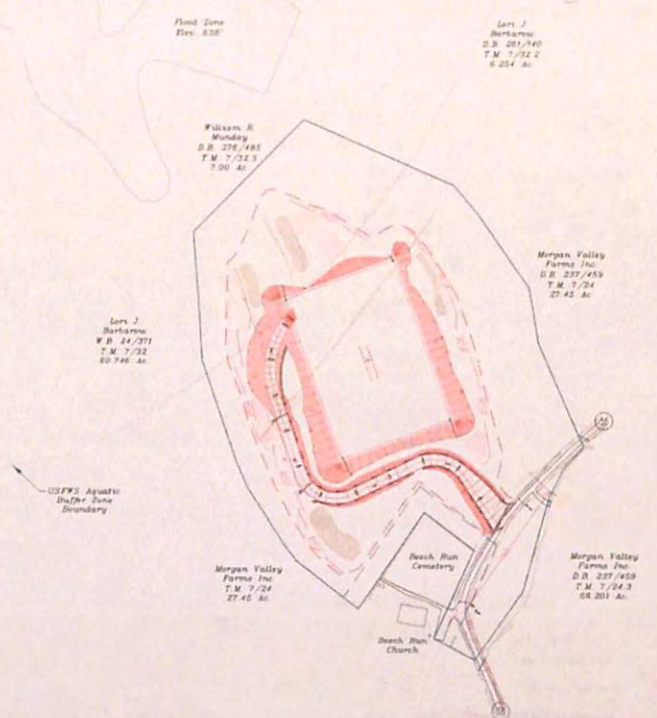 Flood Zone
Elev. 638'
Lori J.
Barbarow
D.B. 281/740
T.M. 7/32.2
6.254 Ac.
William R
Munday
D.B. 276/485
T.M. 7/32.3
7.00 Ac.
Morgan Valley
Farms Inc.
D.B. 237/459
T.M. 7/24
27.45 Ac.
Lori J.
Barbarow
W.B. 24/371
T.M. 7/32
60.746 Ac.
USFWS Aquatic
Buffer Zone
Boundary
Beech Run
Cemetery
Morgan Valley
Farms Inc.
T.M. 7/24
27.45 Ac.
Morgan Valley
Farms Inc.
D.B. 237/459
T.M. 7/24.3
68.201 Ac.
Beech Run
Church